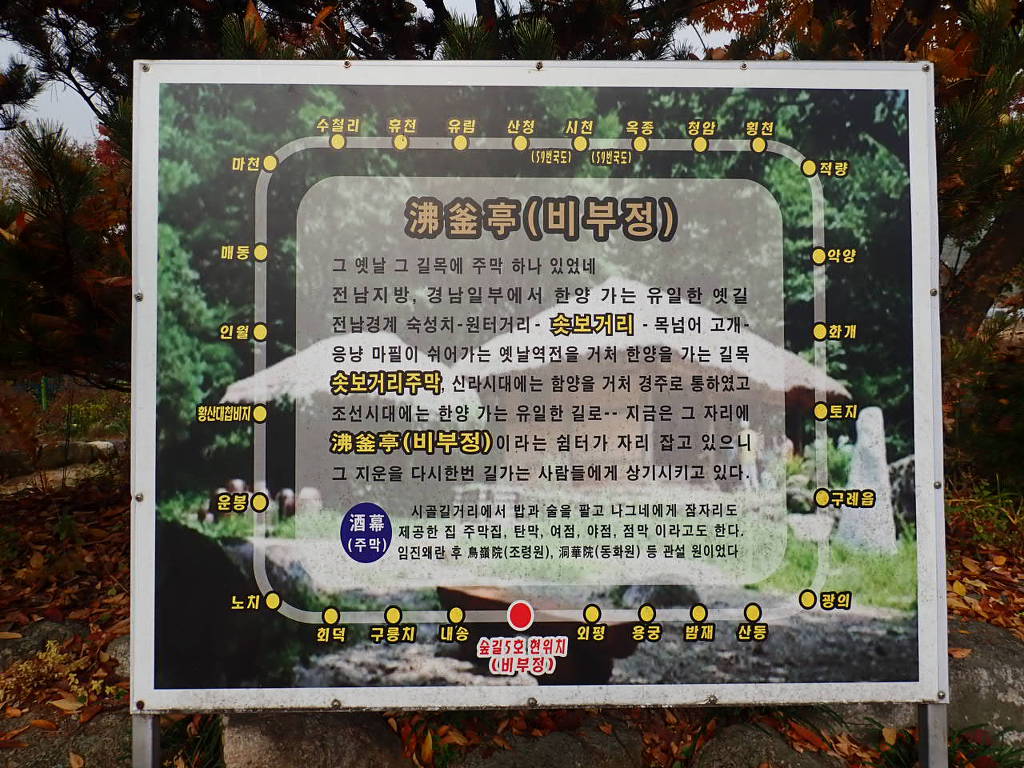 수철리 휴천 유림 산청 시천 옥종 청암 횡천
(59번국도) (59번국도)
마천
적량
매동
악양
인월
화개
황산대첩비지
토지
운봉
구례읍
노치
광의
沸釜亭(비부정)
그 옛날 그 길목에 주막 하나 있었네
전남지방, 경남일부에서 한양 가는 유일한 옛길
전남경계 숙성치-원터거리- 솟보거리 - 목넘어 고개-
응냥 마필이 쉬어가는 옛날역전을 거처 한양을 가는 길목
솟보거리주막, 신라시대에는 함양을 거처 경주로 통하였고
조선시대에는 한양 가는 유일한 길로-- 지금은 그 자리에
沸釜亭(비부정)이라는 쉼터가 자리 잡고 있으니
그 지운을 다시한번 길가는 사람들에게 상기시키고 있다.
酒幕
(주막)
시골길거리에서 밥과 술을 팔고 나그네에게 잠자리도
제공한 집 주막집, 탄막, 여점, 야점, 점막 이라고도 한다.
임진왜란 후 鳥嶺院(조령원), 洞華院(동화원) 등 관설 원이었다
회덕 구룡치 내송 외평 용궁 밤재 산동
숲길5호 현위치
(비부정)